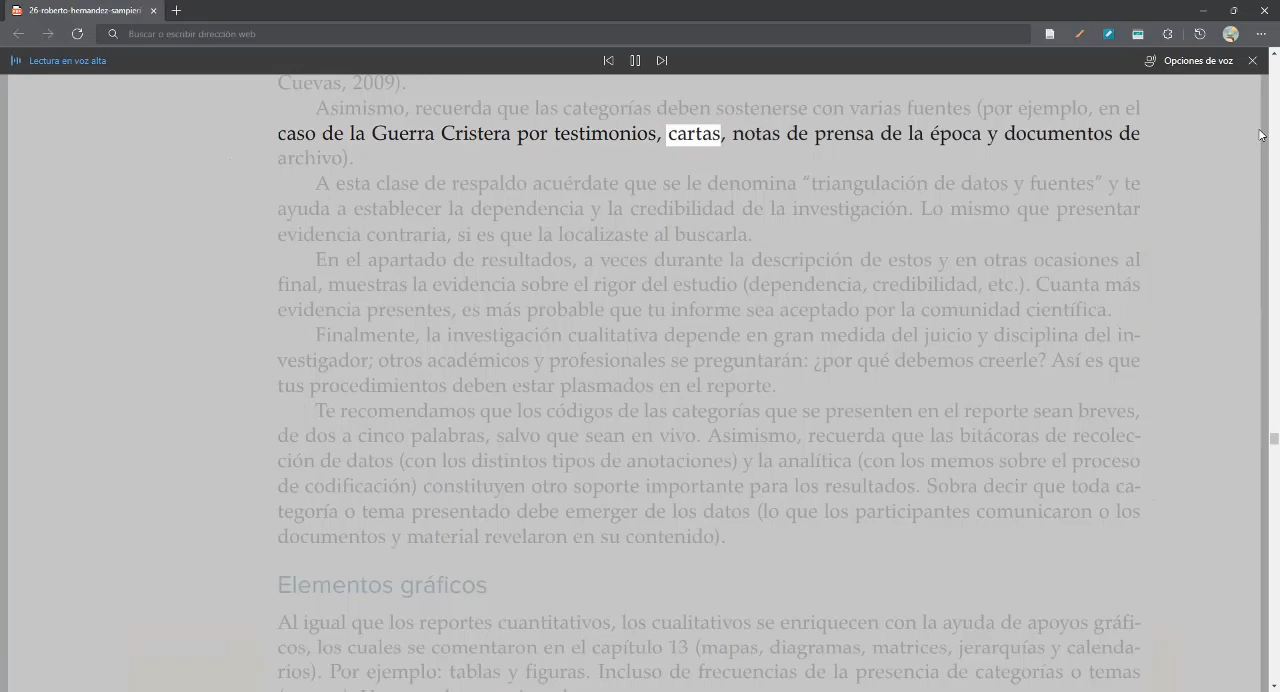 26-roberto-hernandez-sampieri
Buscar o escribir dirección web
Lectura en voz alta
Opciones de voz
Cuevas, 2009).
Asimismo, recuerda que las categorías deben sostenerse con varias fuentes (por ejemplo, en el
caso de la Guerra Cristera por testimonios, cartas, notas de prensa de la época y documentos de
archivo).
A esta clase de respaldo acuérdate que se le denomina “triangulación de datos y fuentes” y te
ayuda a establecer la dependencia y la credibilidad de la investigación. Lo mismo que presentar
evidencia contraria, si es que la localizaste al buscarla.
En el apartado de resultados, a veces durante la descripción de estos y en otras ocasiones al
final, muestras la evidencia sobre el rigor del estudio (dependencia, credibilidad, etc.). Cuanta más
evidencia presentes, es más probable que tu informe sea aceptado por la comunidad científica.
Finalmente, la investigación cualitativa depende en gran medida del juicio y disciplina del in-
vestigador; otros académicos y profesionales se preguntarán: ¿por qué debemos creerle? Así es que
tus procedimientos deben estar plasmados en el reporte.
Te recomendamos que los códigos de las categorías que se presenten en el reporte sean breves,
de dos a cinco palabras, salvo que sean en vivo. Asimismo, recuerda que las bitácoras de recolec-
ción de datos (con los distintos tipos de anotaciones) y la analítica (con los memos sobre el proceso
de codificación) constituyen otro soporte importante para los resultados. Sobra decir que toda ca-
tegoría o tema presentado debe emerger de los datos (lo que los participantes comunicaron o los
documentos y material revelaron en su contenido).
Elementos gráficos
Al igual que los reportes cuantitativos, los cualitativos se enriquecen con la ayuda de apoyos gráfi-
cos, los cuales se comentaron en el capítulo 13 (mapas, diagramas, matrices, jerarquías y calenda-
rios). Por ejemplo: tablas y figuras. Incluso de frecuencias de la presencia de categorías o temas